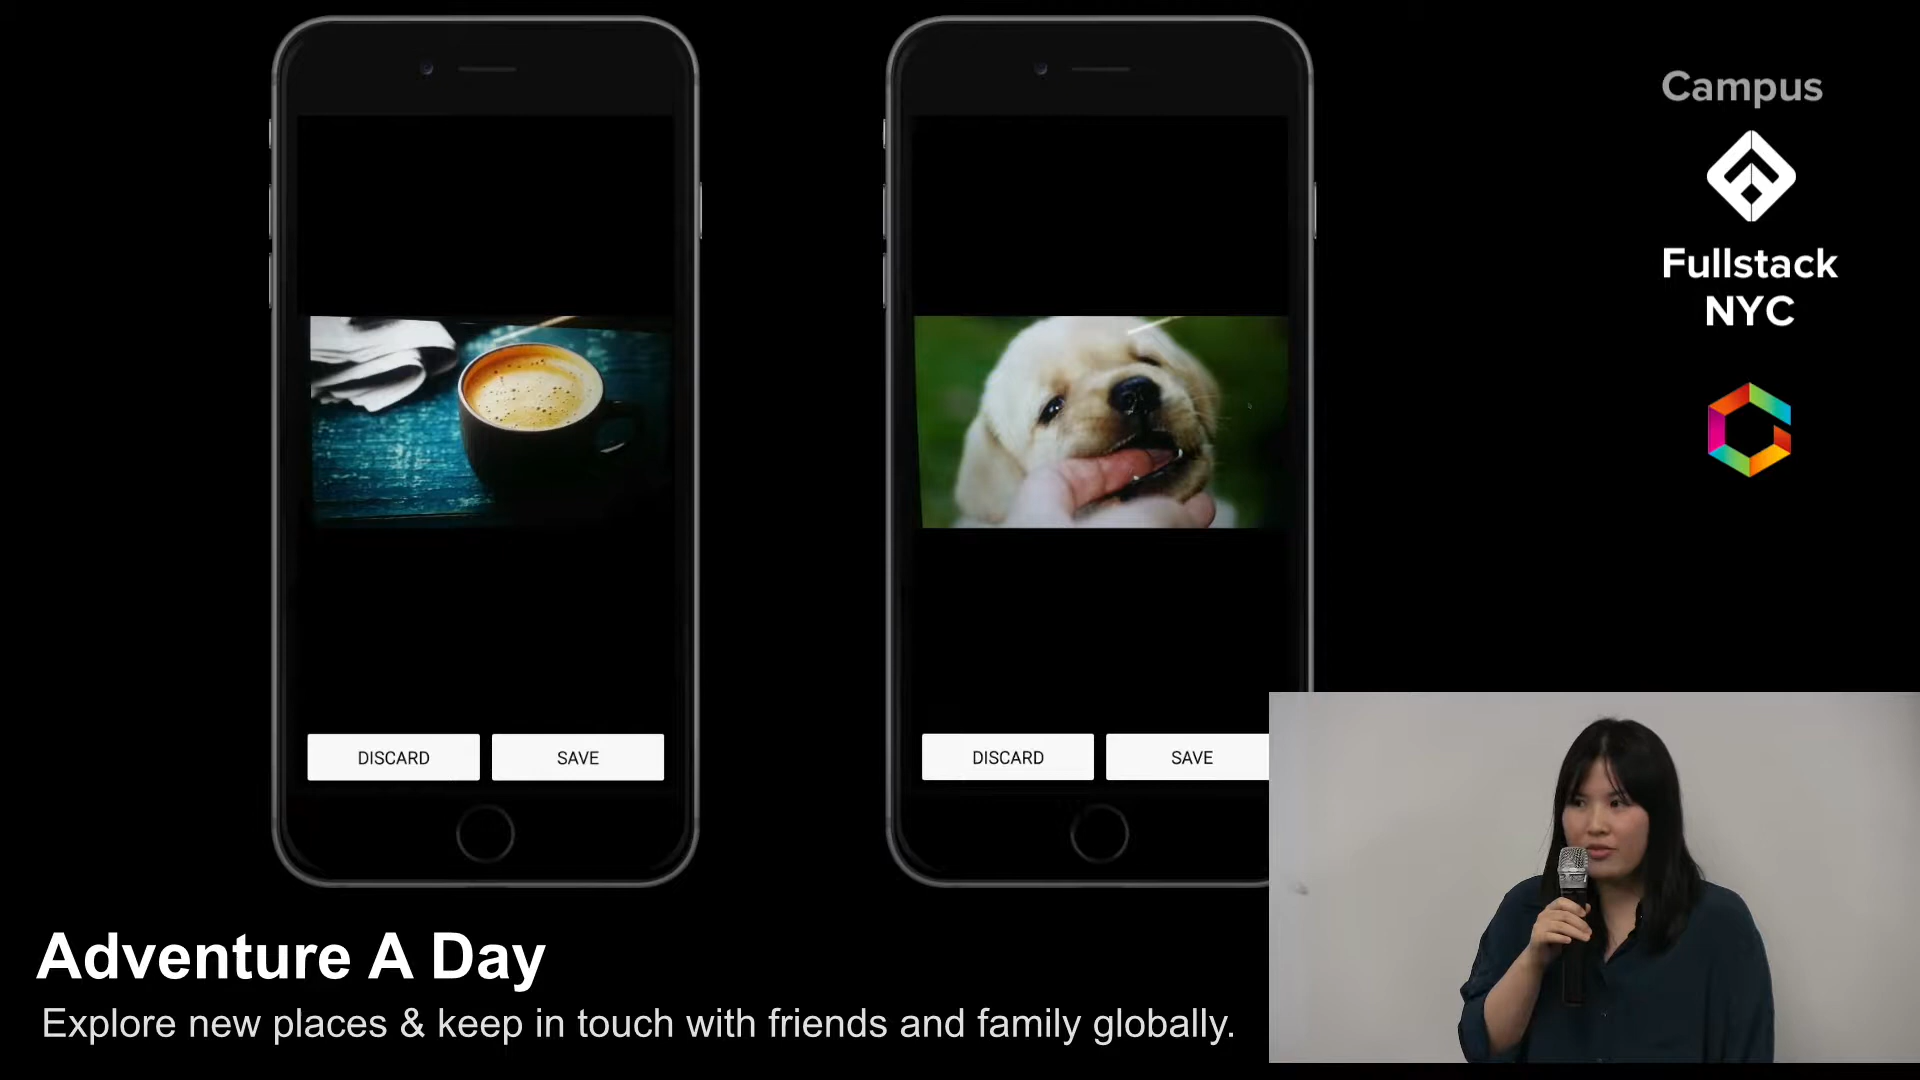 Campus
Fullstack
NYC
DISCARD
SAVE
DISCARD
SAVE
Adventure A Day
Explore new places & keep in touch with friends and family globally.